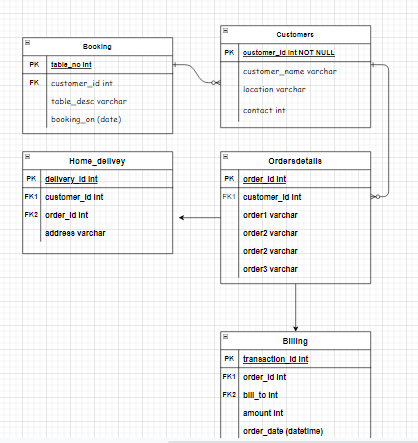 Booking
PK table_no int
FK customer_id int
table_desc varchar
booking_on (date)
Customers
PK customer_id int NOT NULL
customer_name varchar
location varchar
contact int
Home_delivey
PK delivery_id int
FK1 customer_id int
FK2 order_id int
address varchar
Ordersdetails
PK order_id int
FK1 customer_id int
order1 varchar
order2 varchar
order2 varchar
order3 varchar
Billing
PK transaction_id int
FK1 order_id int
FK2 bill_to int
amount int
order_date (datetime)